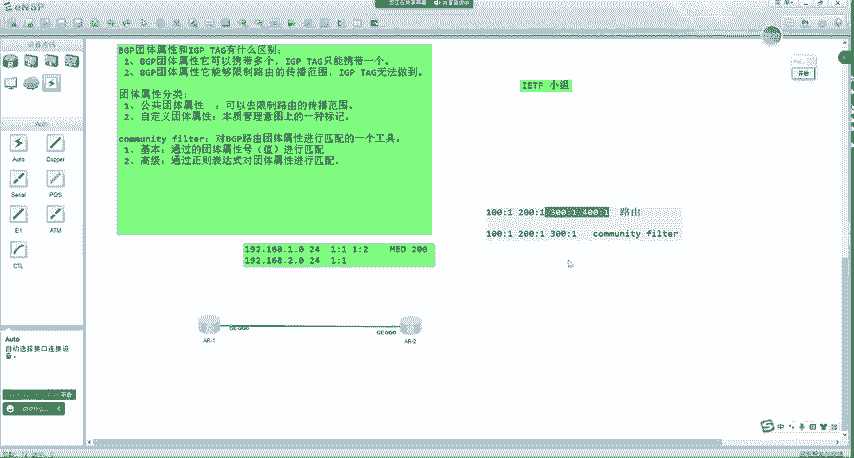 eNSP
BGP团体属性和IGP TAG有什么区别:
1、BGP团体属性它可以携带多个，IGP TAG只能携带一个。
2、BGP团体属性它能够限制路由的传播范围，IGP TAG无法做到。
团体属性分类:
1、公共团体属性 ：可以去限制路由的传播范围。
2、自定义团体属性：本质管理意图上的一种标记。
community filter：对BGP路由团体属性进行匹配的一个工具。
1、基本：通过的团体属性号（值）进行匹配
2、高级：通过正则表达式对团体属性进行匹配。
IETF 小组
100:1 200:1 300:1 400:1 路由
100:1 200:1 300:1 community filter
192.168.1.0 24 1:1 1:2 MED 200
192.168.2.0 24 1:1
GE 0/0/0
GE 0/0/0
AR-1
AR-2
Auto
Auto
Copper
Serial
POS
E1
ATM
CTL
Auto
自动选择接口连接设备。